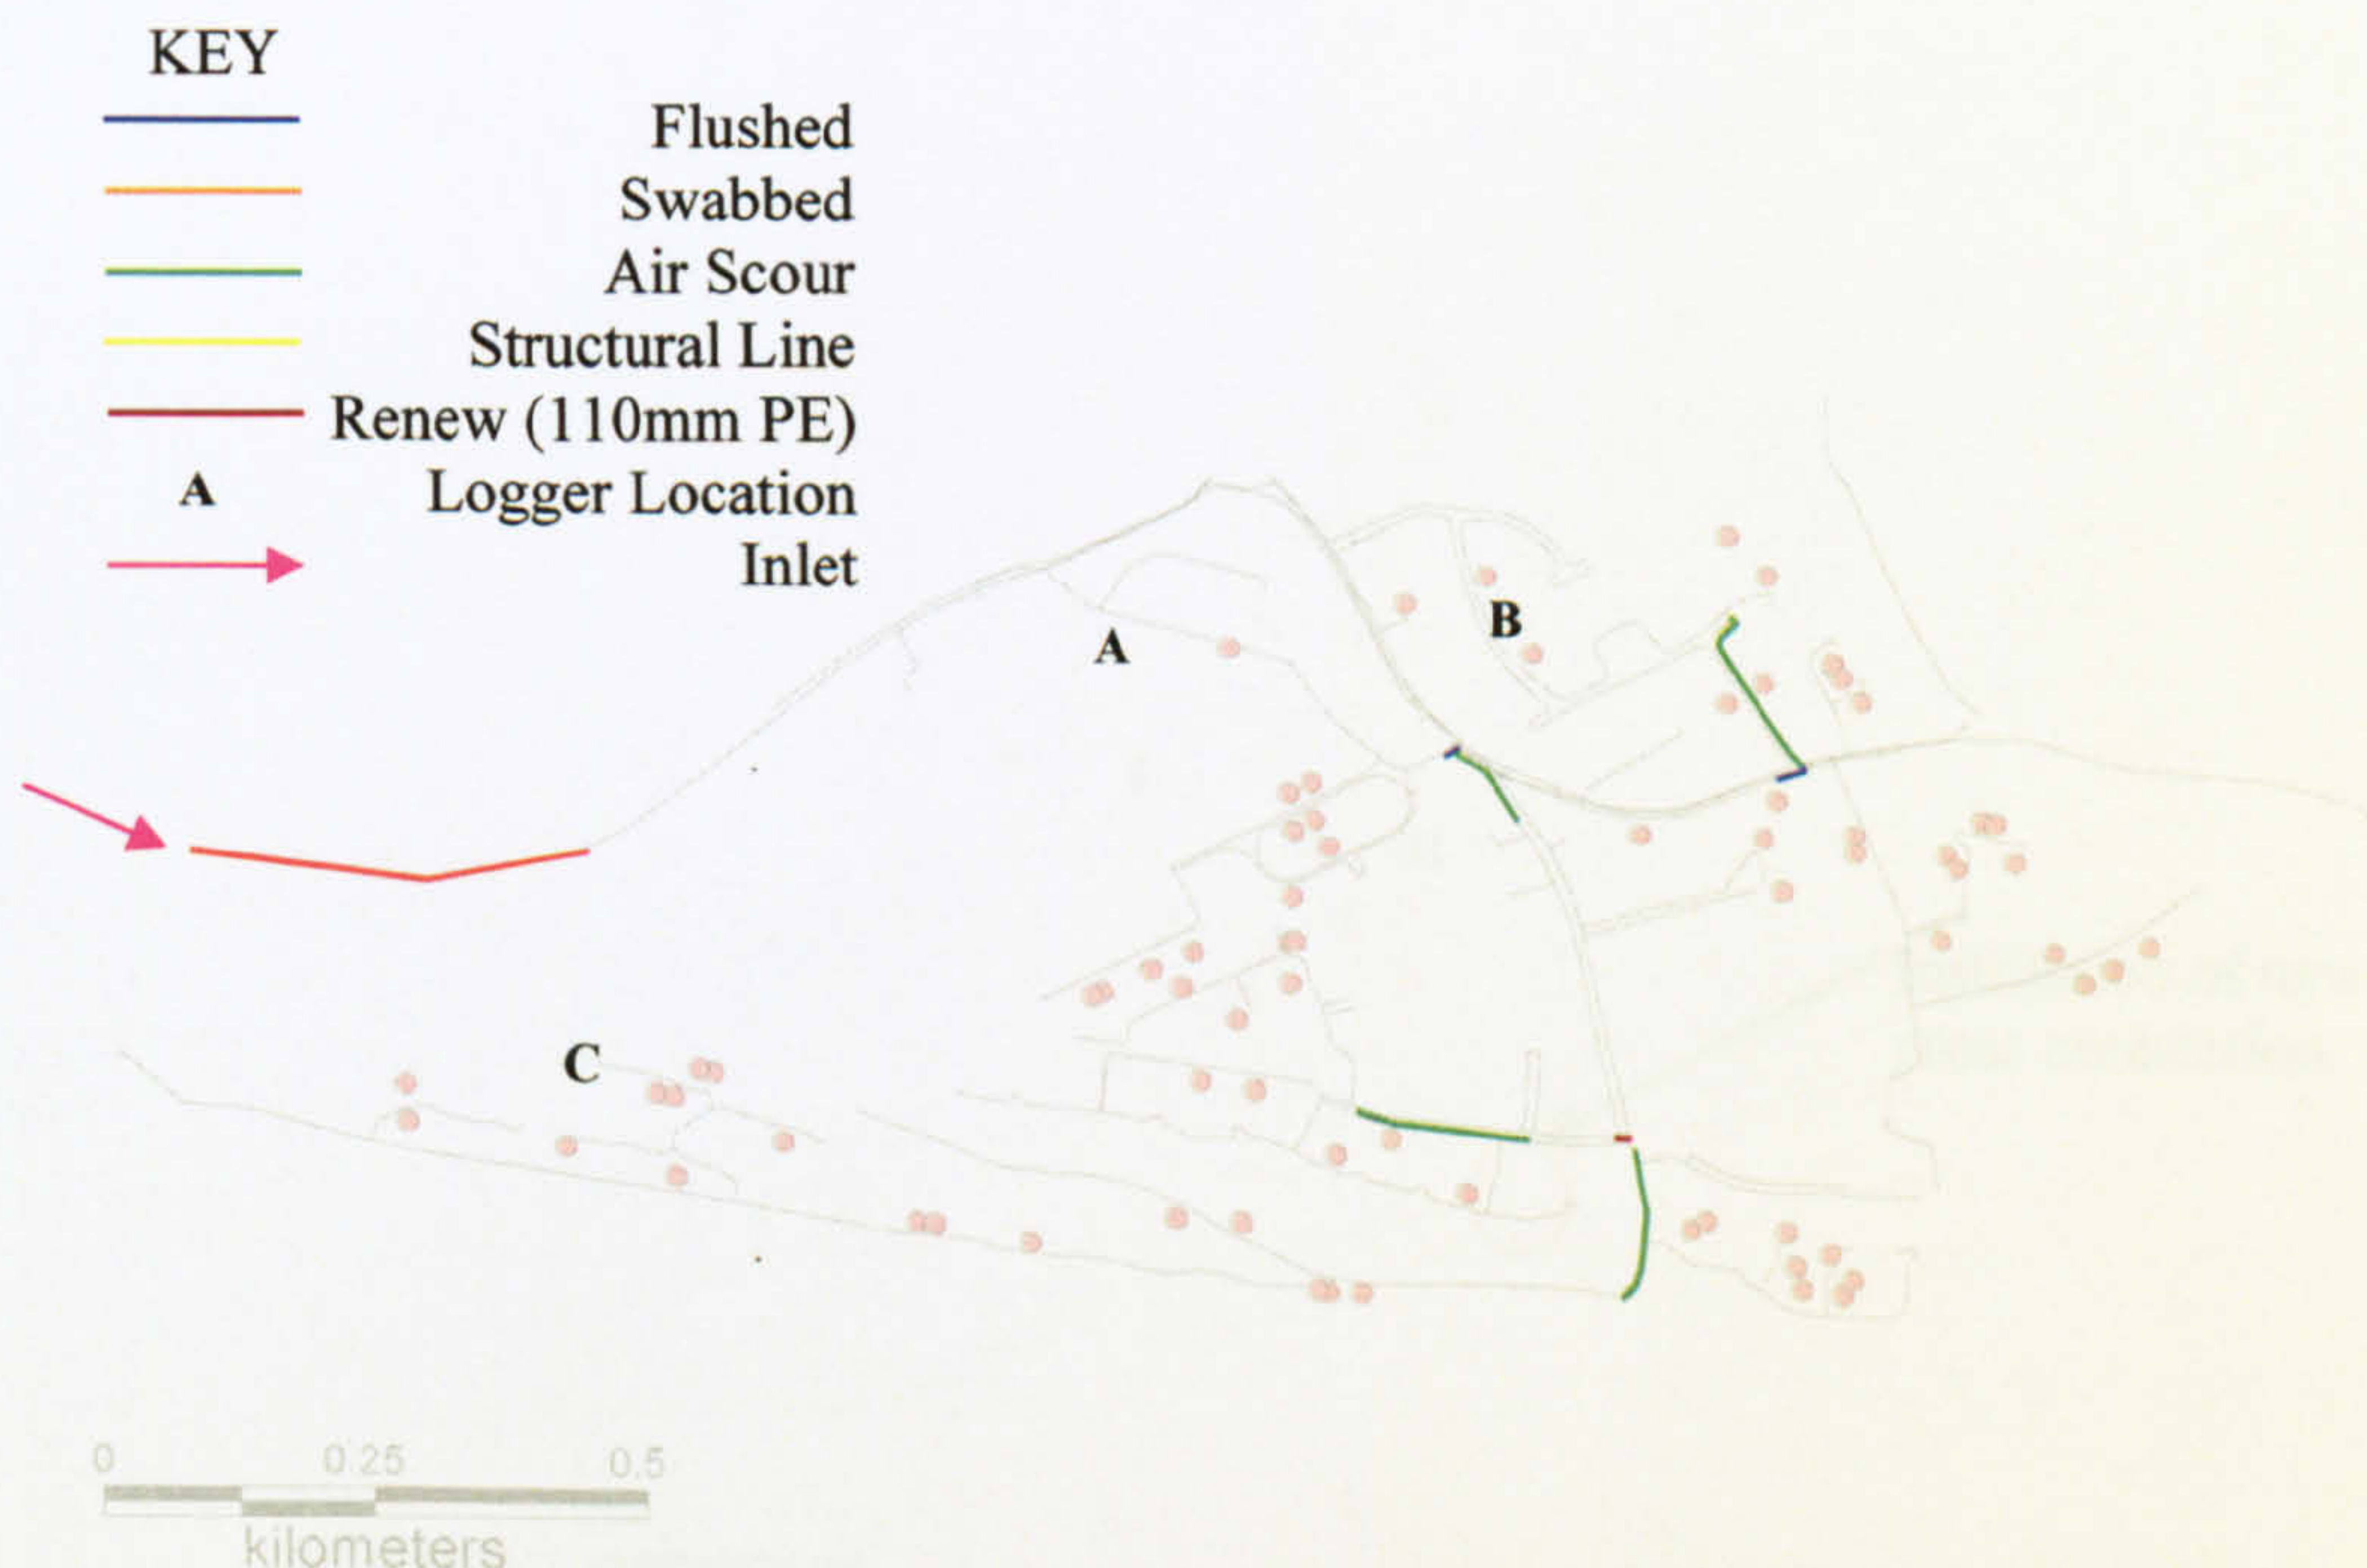 KEY
Flushed
Swabbed
Air Scour
Structural Line
Renew (110mm PE)
A Logger Location
Inlet
B
A
C
0 0.25 0.5
kilometers